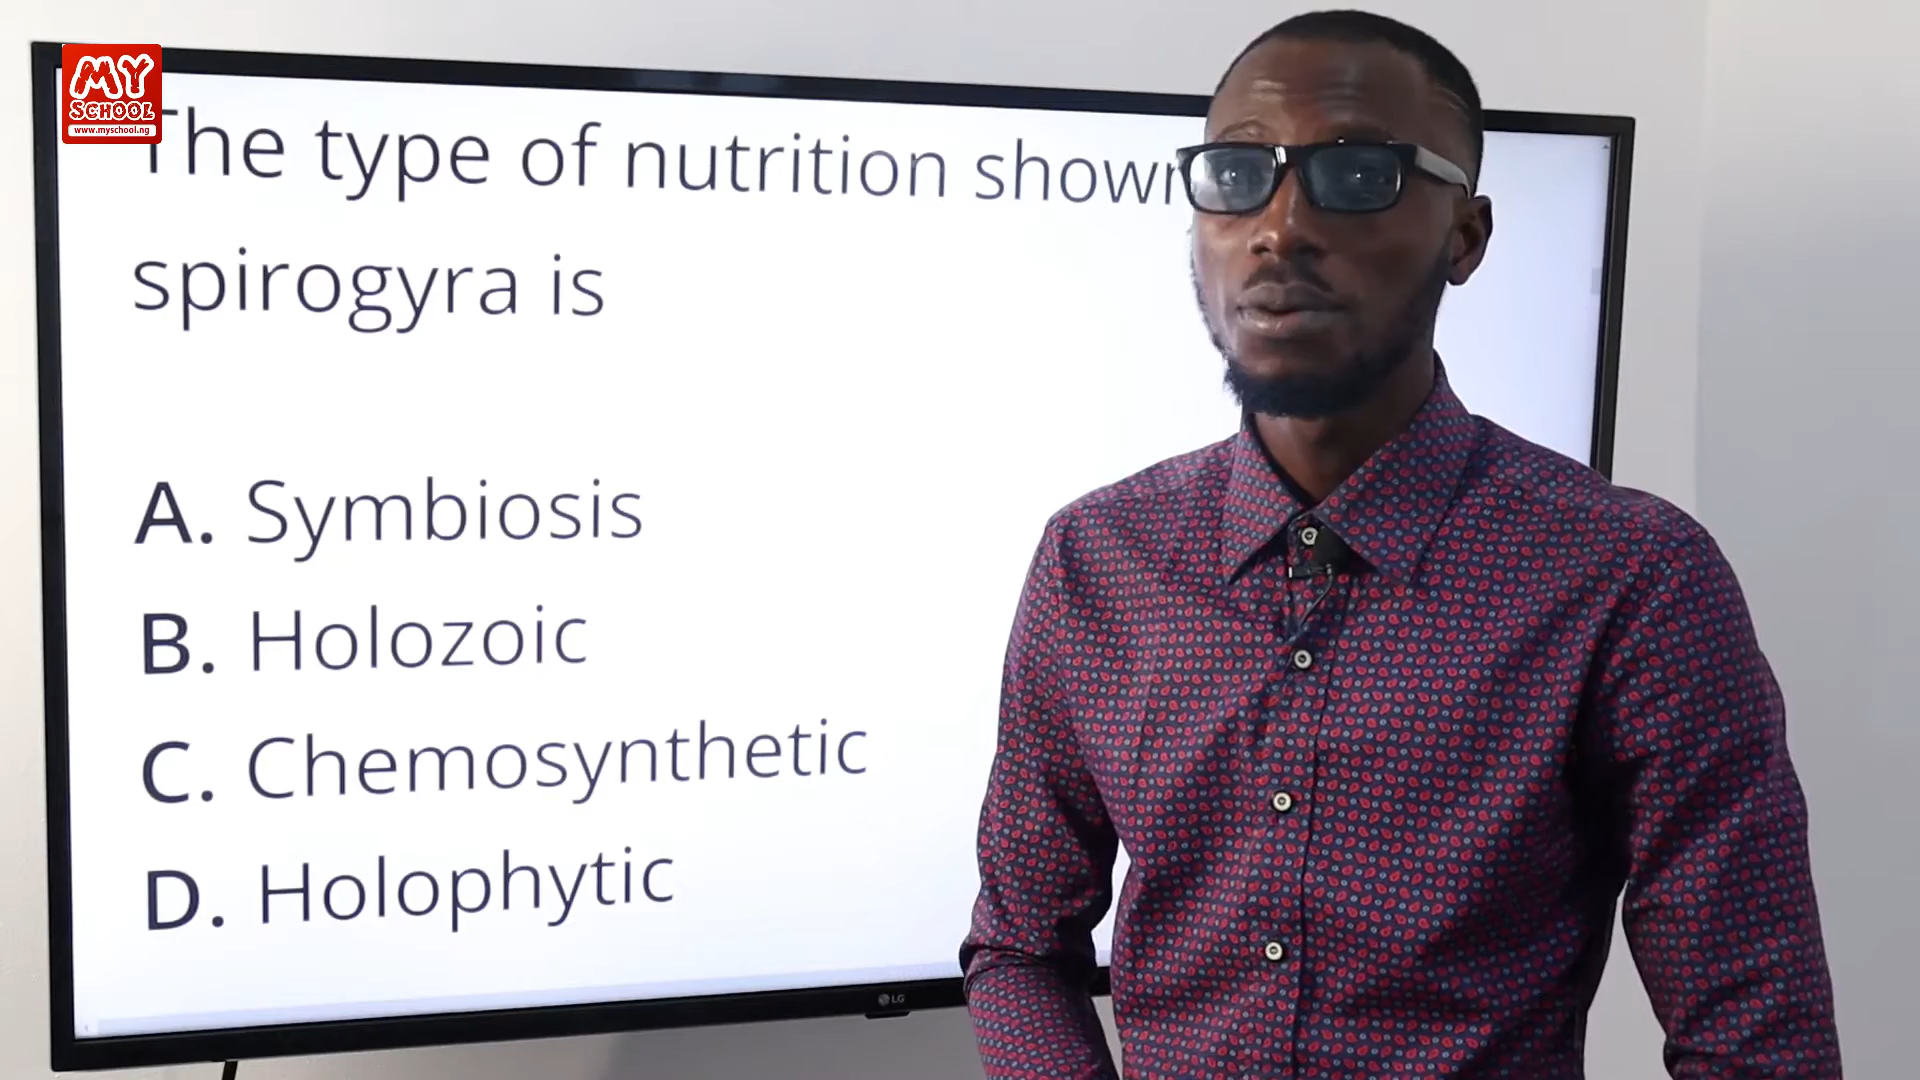 MY
SCHOOL
www.myschool.ng
The type of nutrition shown
spirogyra is
A. Symbiosis
B. Holozoic
C. Chemosynthetic
D. Holophytic
LG